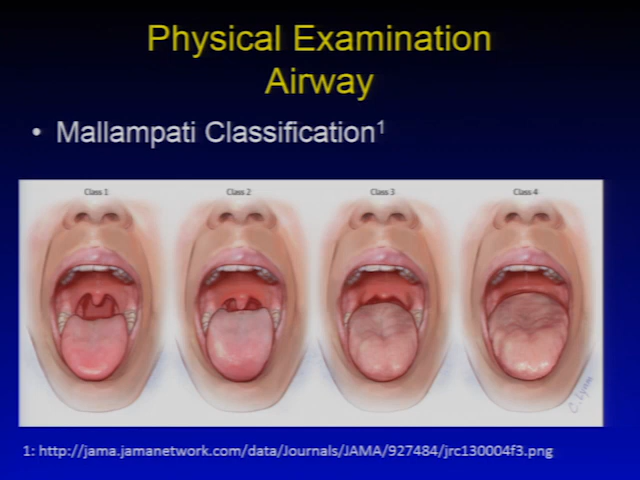 Physical Examination
Airway
• Mallampati Classification¹
Class 1
Class 2
Class 3
Class 4
C. Lynm
1: http://jama.jamanetwork.com/data/Journals/JAMA/927484/jrc130004f3.png